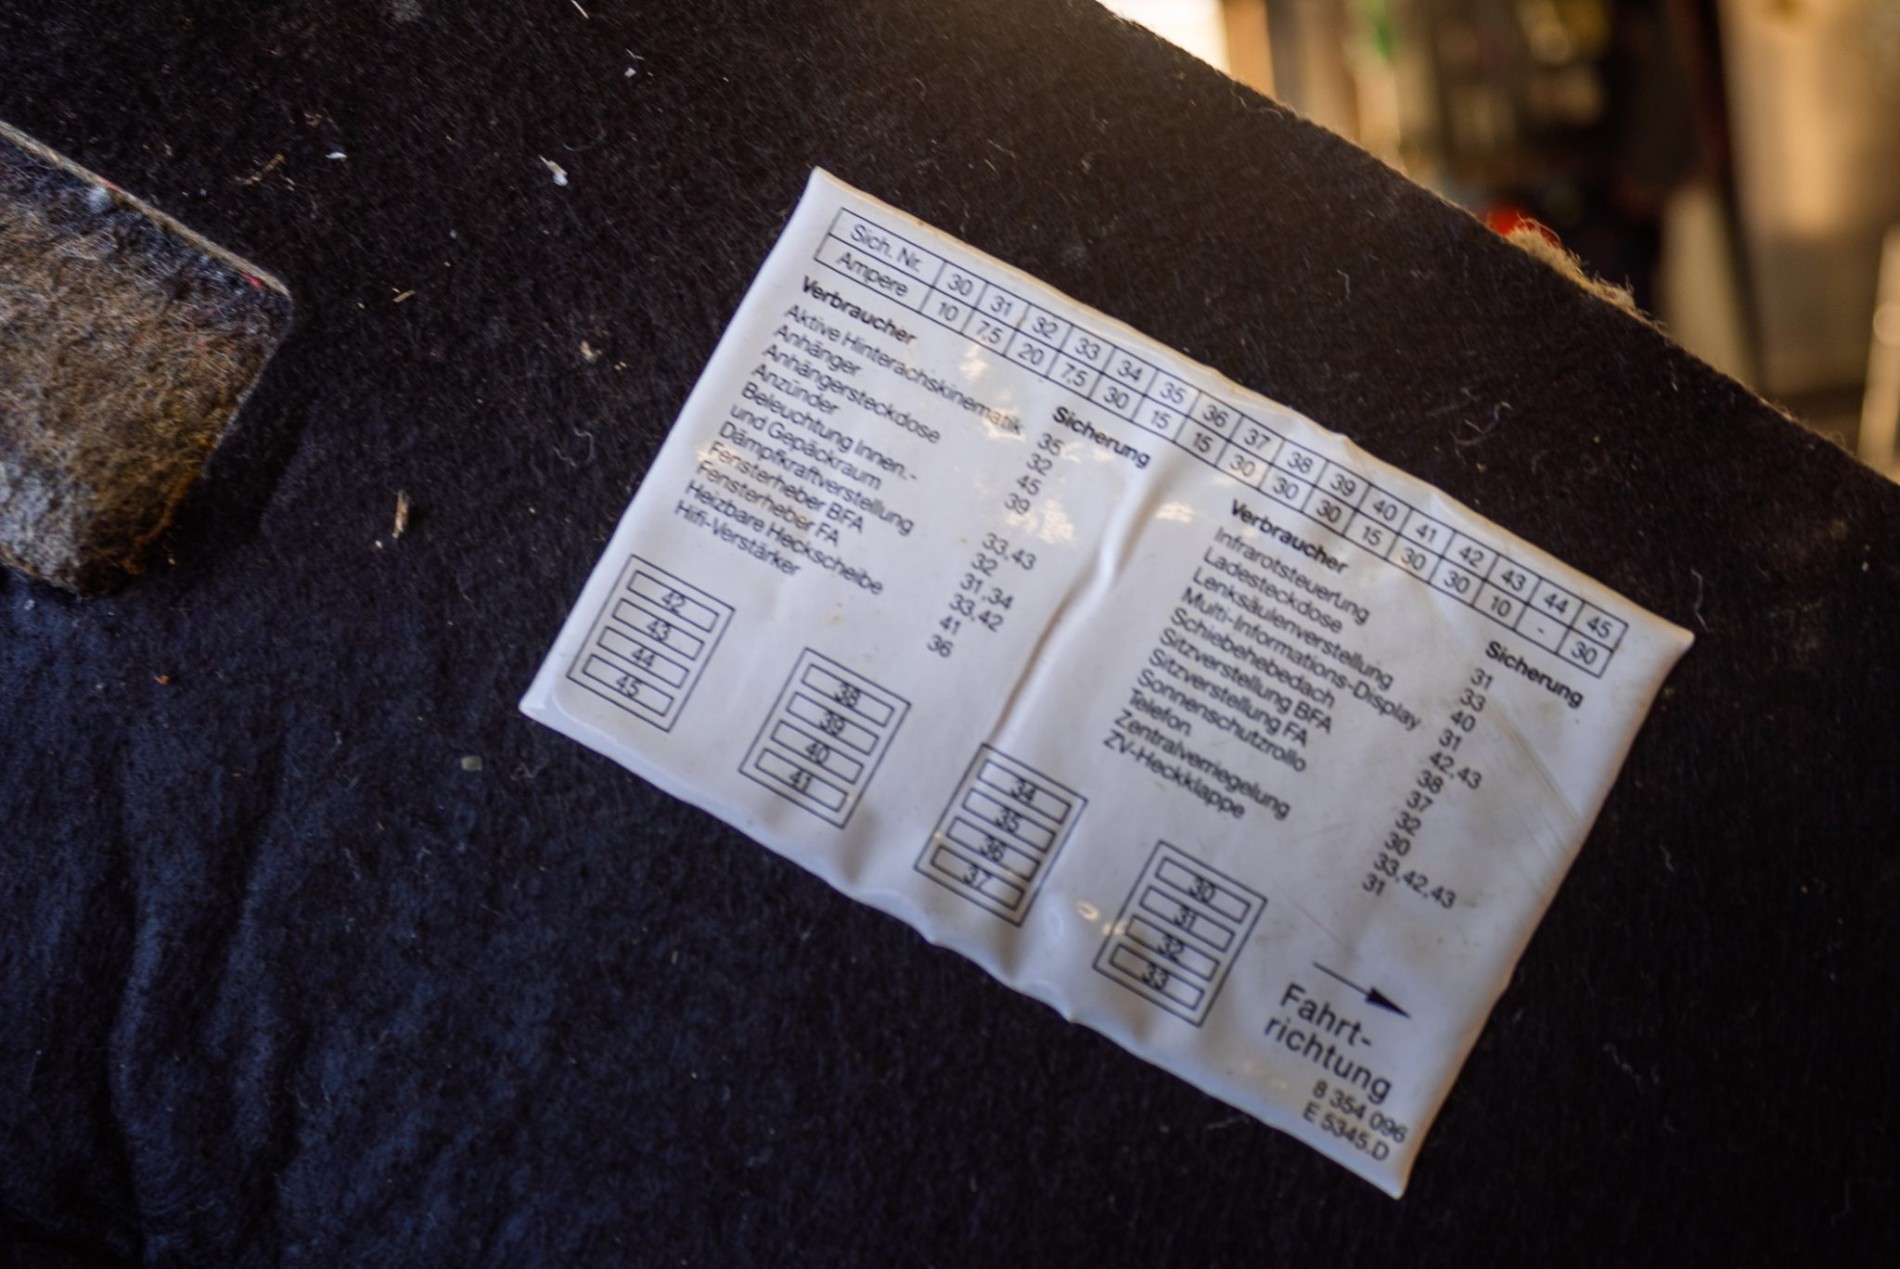 Sich. Nr. 30 31 32 33 34 35 36 37 38 39 40 41 42 43 44 45
Ampere 10 7,5 20 7,5 30 15 15 30 30 30 15 30 30 10 - 30
Verbraucher Sicherung
Aktive Hinterachskinematik 35
Anhänger 32
Anhängersteckdose 45
Anzünder 39
Beleuchtung Innen.-
und Gepäckraum 33,43
Dämpfkraftverstellung 32
Fensterheber BFA 31,34
Fensterheber FA 33,42
Heizbare Heckscheibe 41
Hifi-Verstärker 36
Verbraucher Sicherung
Infrarotsteuerung 31
Ladesteckdose 33
Lenksäulenverstellung 40
Multi-Informations-Display 31
Schiebehebedach 42,43
Sitzverstellung BFA 38
Sitzverstellung FA 37
Sonnenschutzrollo 32
Telefon 30
Zentralverriegelung 33,42,43
ZV-Heckklappe 31
42
43
44
45
38
39
40
41
34
35
36
37
30
31
32
33
Fahrt-
richtung
8 354 096
E 5345.D